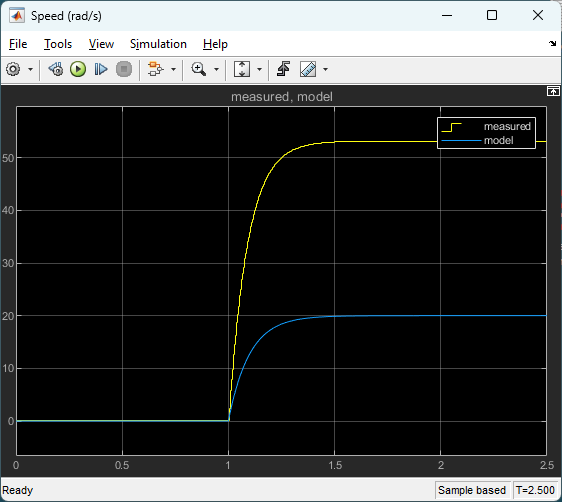 Speed (rad/s)
File Tools View Simulation Help
measured, model
measured
model
50
40
30
20
10
0
0 0.5 1 1.5 2 2.5
Ready Sample based T=2.500